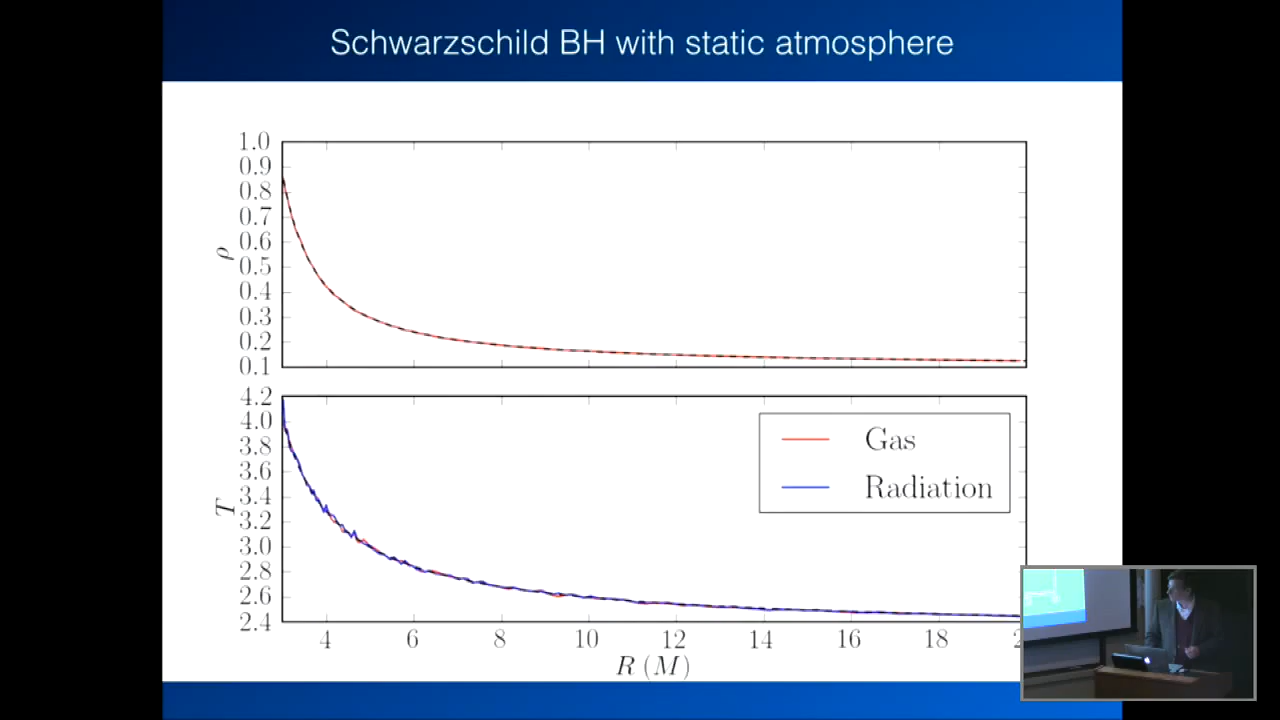 Schwarzschild BH with static atmosphere
1.0
0.9
0.8
0.7
0.6
0.5
0.4
0.3
0.2
0.1
ρ
4.2
4.0
3.8
3.6
3.4
3.2
3.0
2.8
2.6
2.4
T
Gas
Radiation
4 6 8 10 12 14 16 18
R (M)